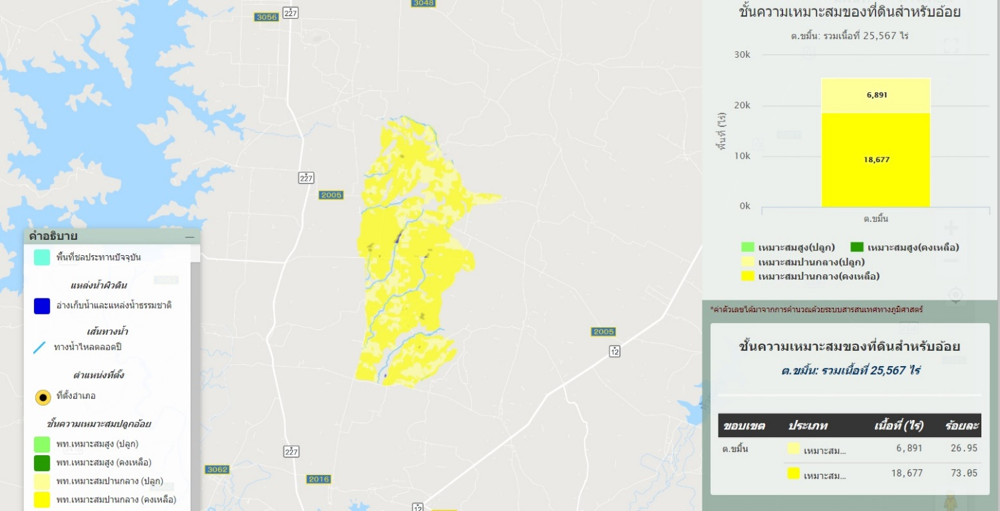 3048
3056
227
227
2005
2005
12
227
3062
2016
12
คำอธิบาย
พื้นที่ชลประทานปัจจุบัน
แหล่งน้ำผิวดิน
อ่างเก็บน้ำและแหล่งน้ำธรรมชาติ
เส้นทางน้ำ
ทางน้ำไหลตลอดปี
ตำแหน่งที่ตั้ง
ที่ตั้งอำเภอ
ชั้นความเหมาะสมปลูกอ้อย
พท.เหมาะสมสูง (ปลูก)
พท.เหมาะสมสูง (คงเหลือ)
พท.เหมาะสมปานกลาง (ปลูก)
พท.เหมาะสมปานกลาง (คงเหลือ)
ชั้นความเหมาะสมของที่ดินสำหรับอ้อย
ต.ขมิ้น: รวมเนื้อที่ 25,567 ไร่
30k
20k
10k
0k
พื้นที่ (ไร่)
6,891
18,677
ต.ขมิ้น
เหมาะสมสูง(ปลูก) เหมาะสมสูง(คงเหลือ)
เหมาะสมปานกลาง(ปลูก)
เหมาะสมปานกลาง(คงเหลือ)
*ค่าตัวเลขได้มาจากการคำนวณด้วยระบบสารสนเทศทางภูมิศาสตร์
ชั้นความเหมาะสมของที่ดินสำหรับอ้อย
ต.ขมิ้น: รวมเนื้อที่ 25,567 ไร่
ขอบเขต ประเภท เนื้อที่ (ไร่) ร้อยละ
ต.ขมิ้น เหมาะสม... 6,891 26.95
เหมาะสม... 18,677 73.05